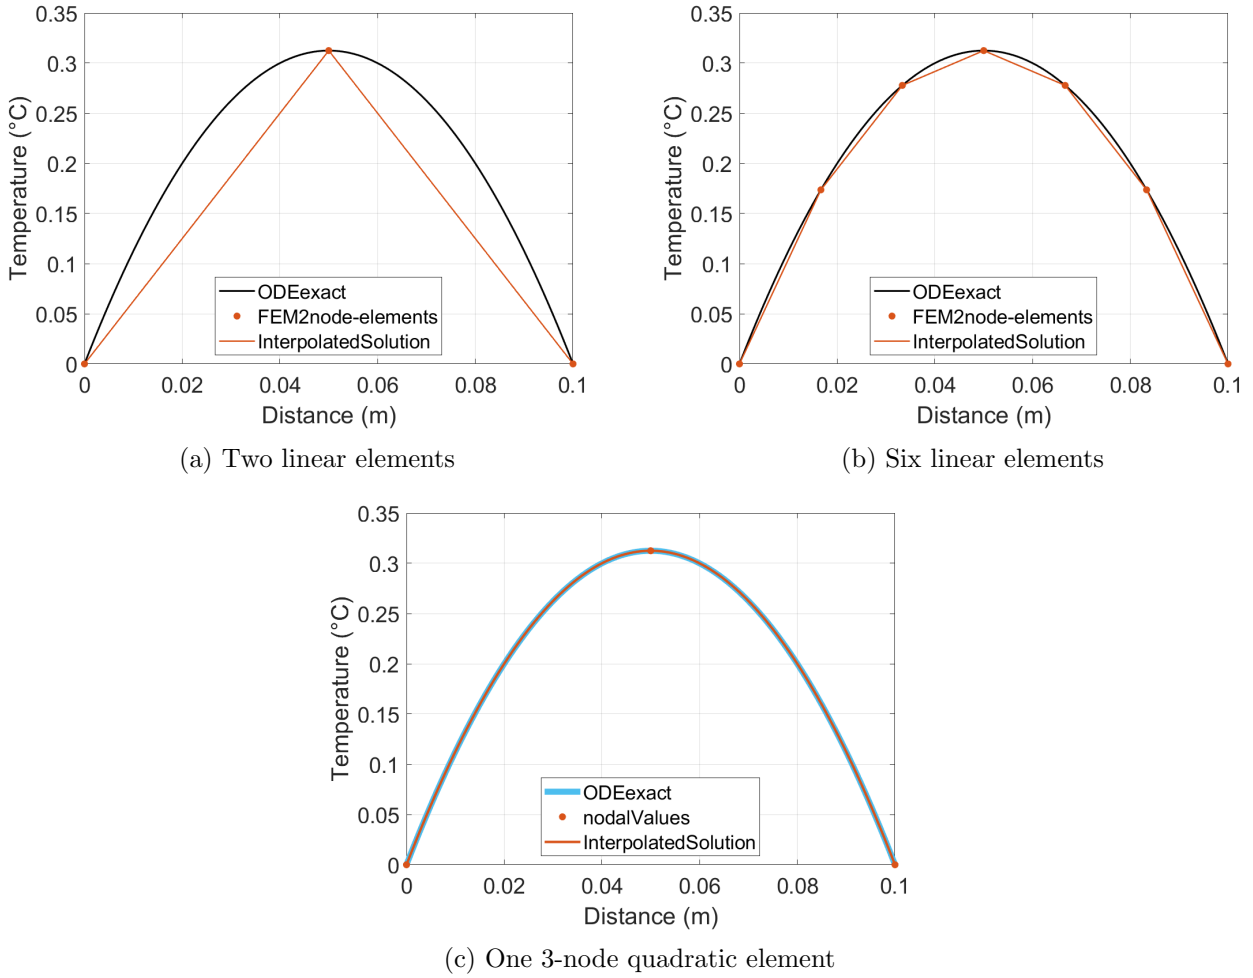 0.35
0.3
0.25
0.2
0.15
0.1
0.05
0
Temperature (°C)
ODEexact
FEM2node-elements
InterpolatedSolution
0 0.02 0.04 0.06 0.08 0.1
Distance (m)
(a) Two linear elements
0.35
0.3
0.25
0.2
0.15
0.1
0.05
0
Temperature (°C)
ODEexact
FEM2node-elements
InterpolatedSolution
0 0.02 0.04 0.06 0.08 0.1
Distance (m)
(b) Six linear elements
0.35
0.3
0.25
0.2
0.15
0.1
0.05
0
Temperature (°C)
ODEexact
nodalValues
InterpolatedSolution
0 0.02 0.04 0.06 0.08 0.1
Distance (m)
(c) One 3-node quadratic element